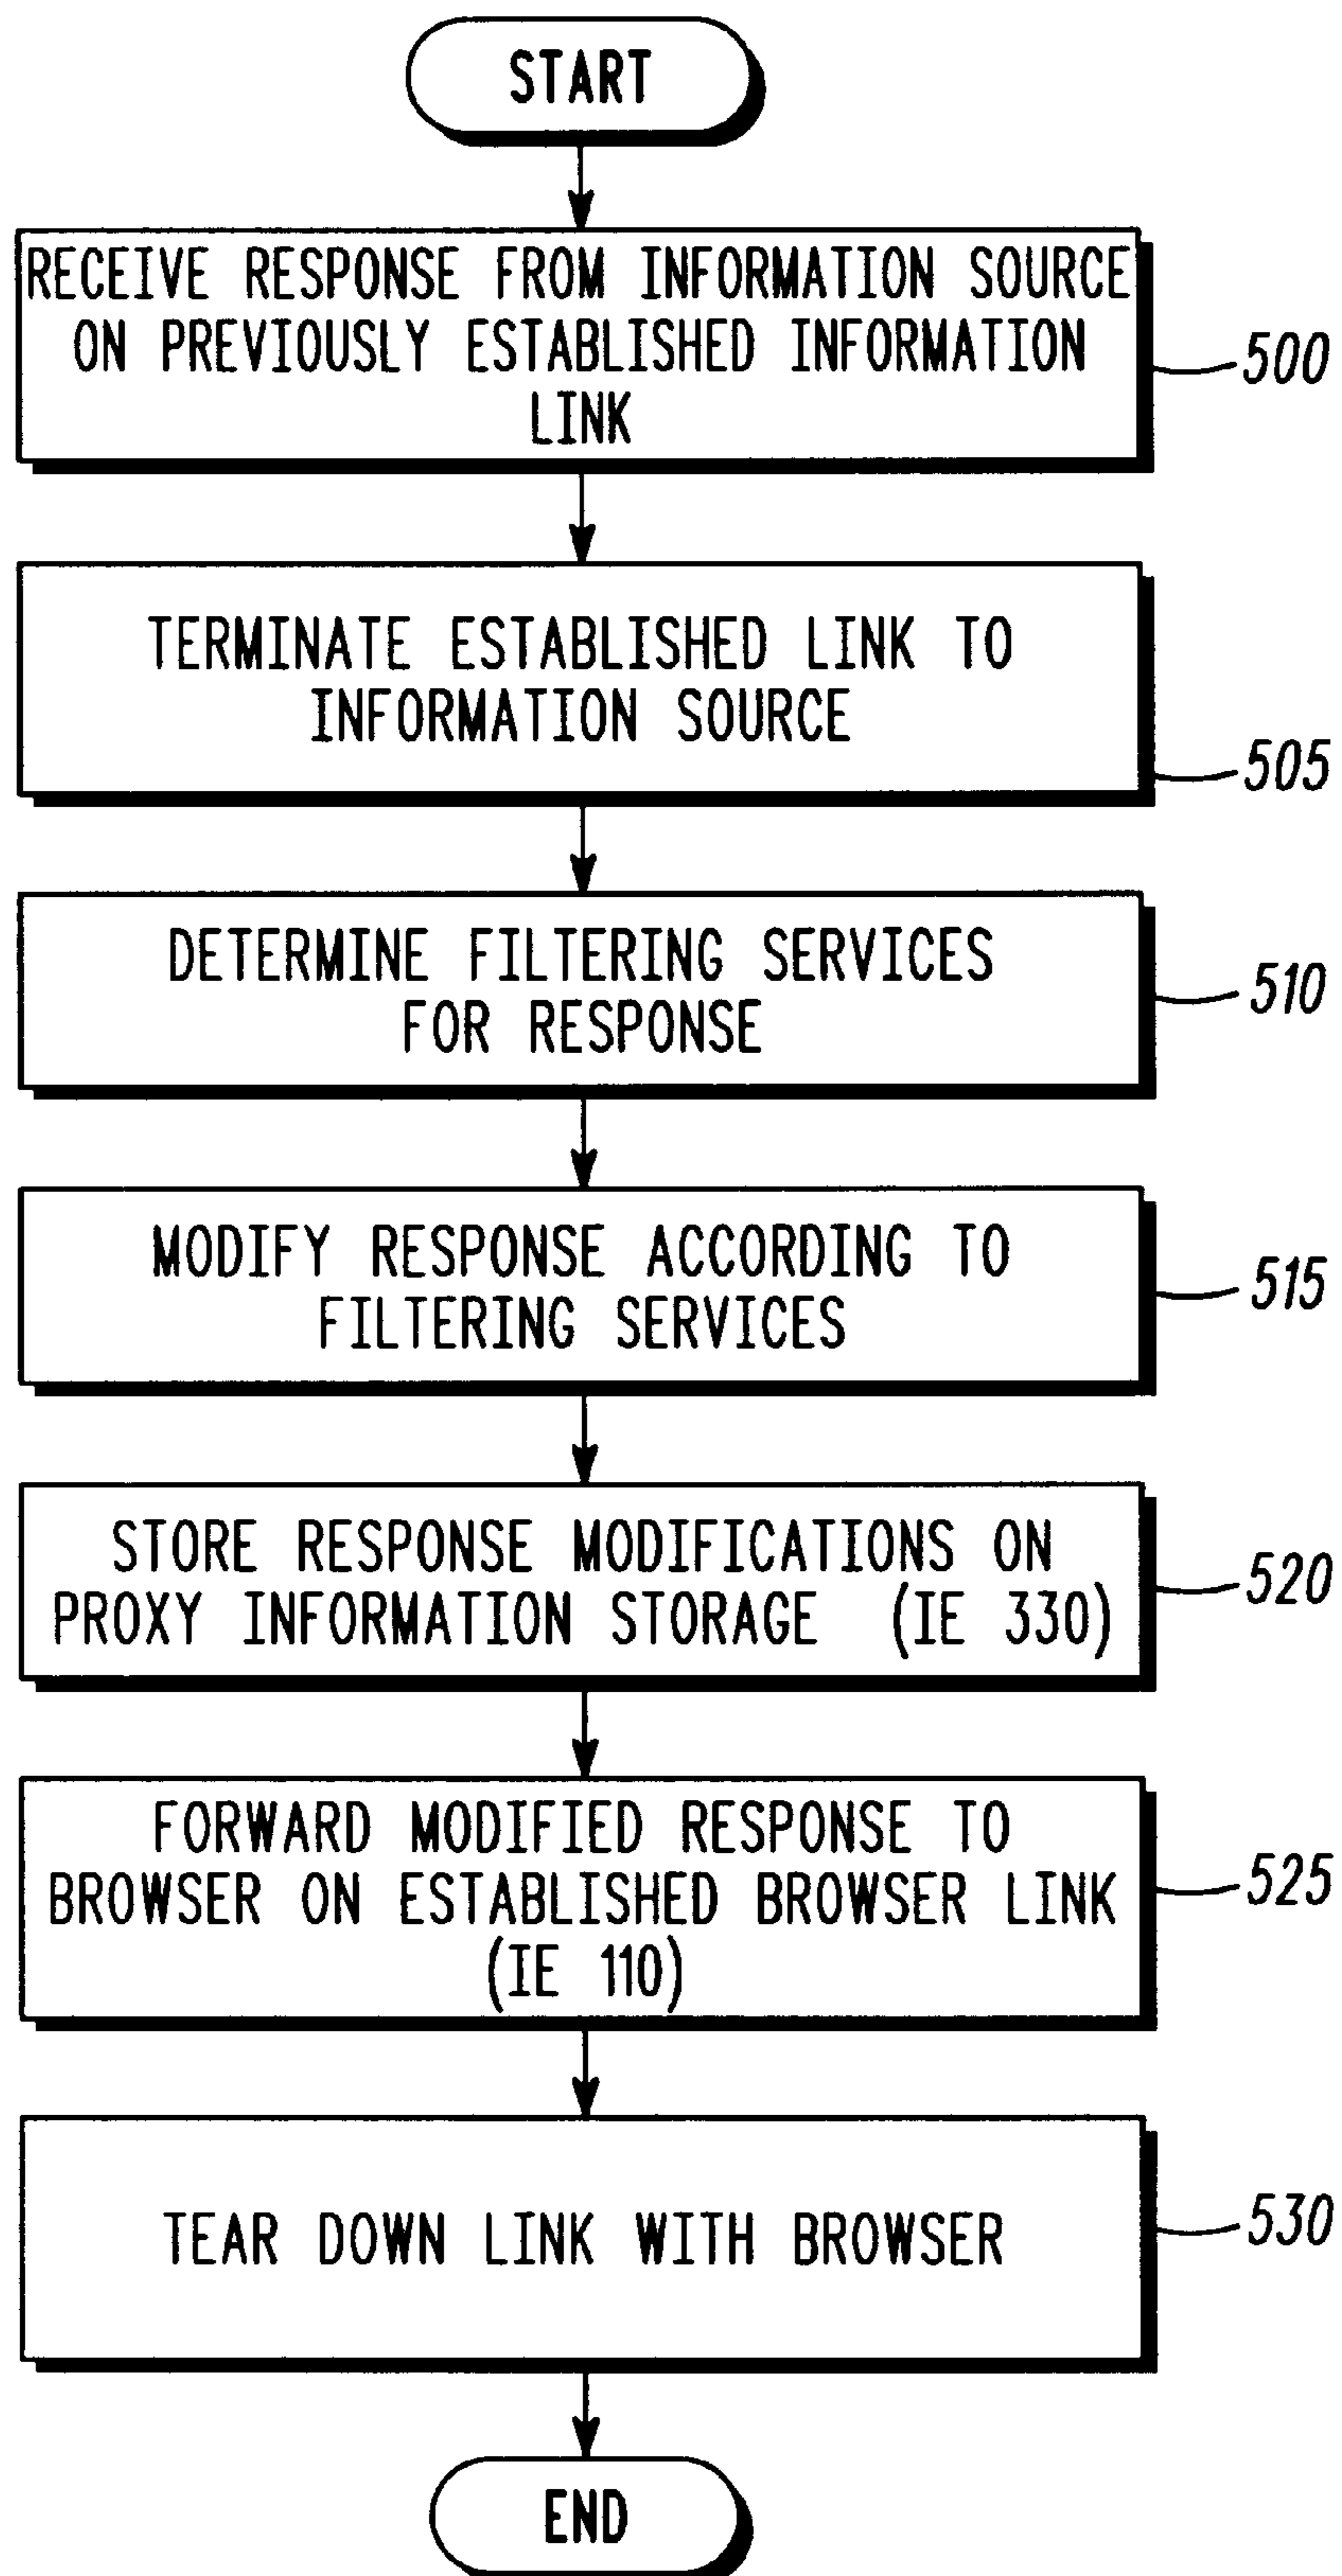 START
RECEIVE RESPONSE FROM INFORMATION SOURCE
ON PREVIOUSLY ESTABLISHED INFORMATION
LINK
500
TERMINATE ESTABLISHED LINK TO
INFORMATION SOURCE
505
DETERMINE FILTERING SERVICES
FOR RESPONSE
510
MODIFY RESPONSE ACCORDING TO
FILTERING SERVICES
515
STORE RESPONSE MODIFICATIONS ON
PROXY INFORMATION STORAGE (IE 330)
520
FORWARD MODIFIED RESPONSE TO
BROWSER ON ESTABLISHED BROWSER LINK
(IE 110)
525
TEAR DOWN LINK WITH BROWSER
530
END